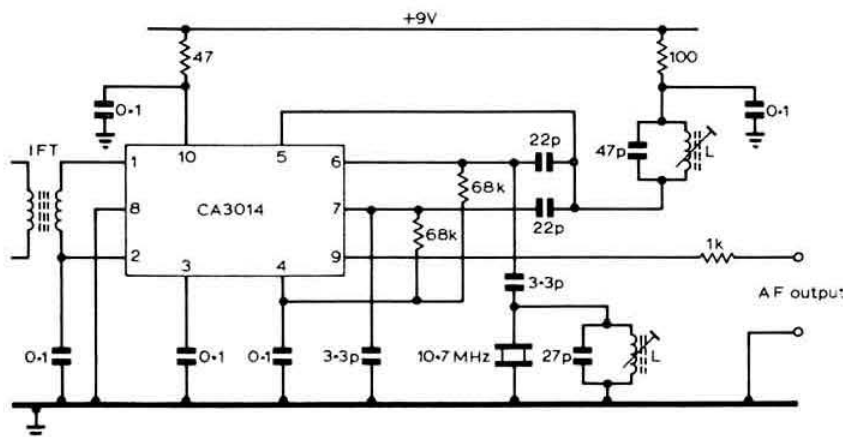 +9V
47
100
0·1
0·1
IFT
1
10
5
6
22p
47p
L
68k
8
CA3014
7
22p
68k
2
3
4
9
1k
3·3p
AF output
0·1
0·1
0·1
3·3p
10·7 MHz
27p
L